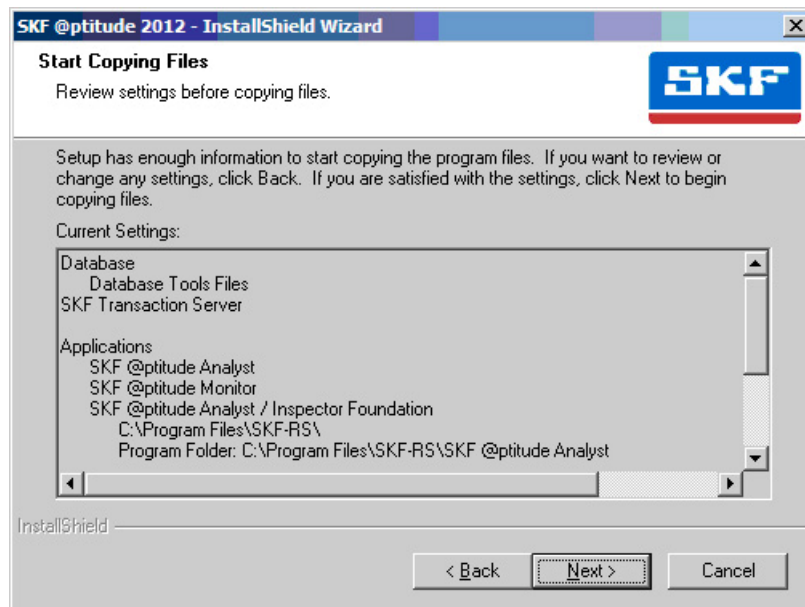 SKF @ptitude 2012 - InstallShield Wizard
Start Copying Files
Review settings before copying files.
SKF
Setup has enough information to start copying the program files. If you want to review or
change any settings, click Back. If you are satisfied with the settings, click Next to begin
copying files.
Current Settings:
Database
Database Tools Files
SKF Transaction Server
Applications
SKF @ptitude Analyst
SKF @ptitude Monitor
SKF @ptitude Analyst / Inspector Foundation
C:\Program Files\SKF-RS\
Program Folder: C:\Program Files\SKF-RS\SKF @ptitude Analyst
InstallShield
< Back
Next >
Cancel